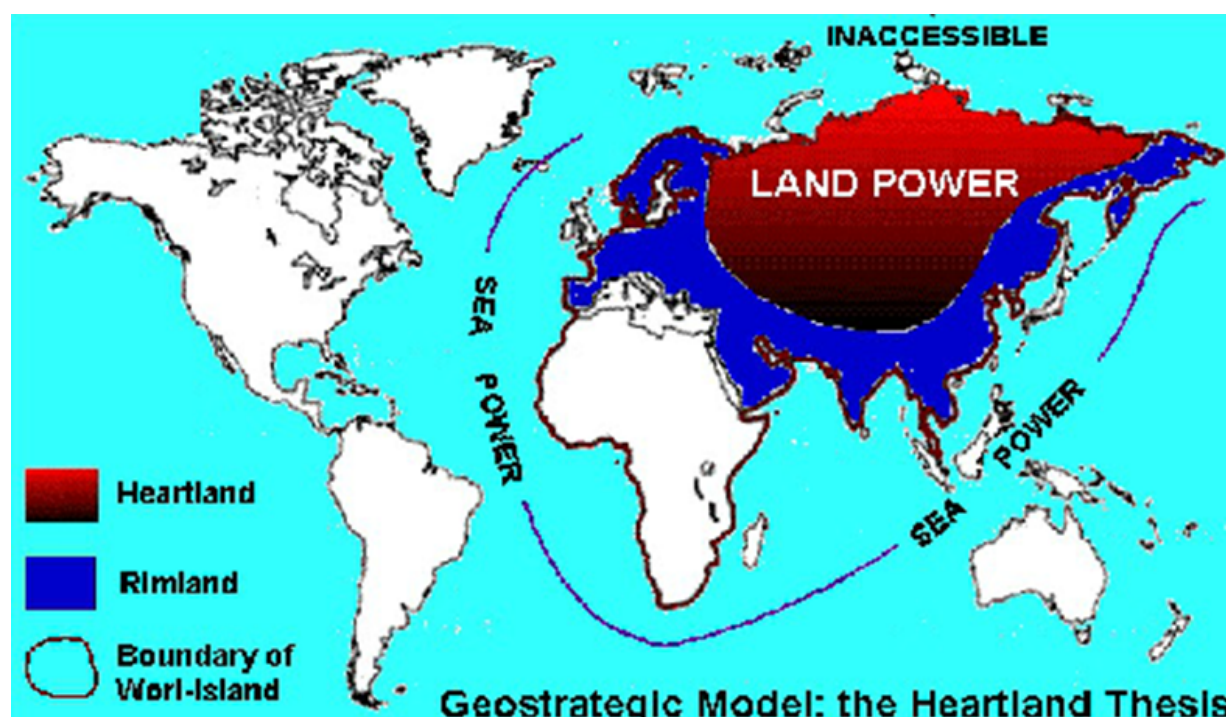 INACCESSIBLE
LAND POWER
SEA POWER
SEA POWER
Heartland
Rimland
Boundary of
Worl-Island
Geostrategic Model: the Heartland Thesis